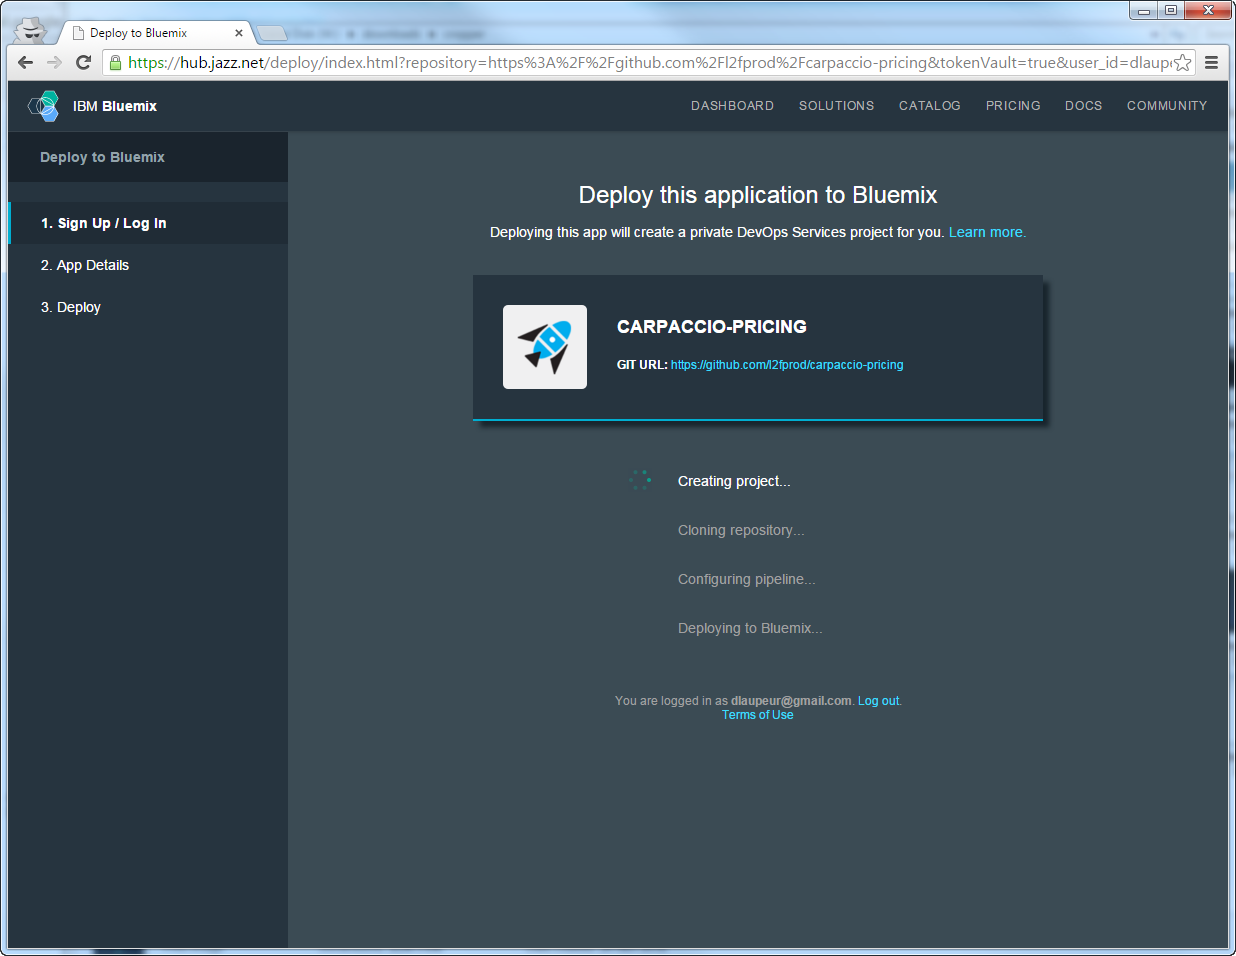 Deploy to Bluemix
https://hub.jazz.net/deploy/index.html?repository=https%3A%2F%2Fgithub.com%2Fl2fprod%2Fcarpaccio-pricing&tokenVault=true&user_id=dlaupe
IBM Bluemix
DASHBOARD SOLUTIONS CATALOG PRICING DOCS COMMUNITY
Deploy to Bluemix
1. Sign Up / Log In
2. App Details
3. Deploy
Deploy this application to Bluemix
Deploying this app will create a private DevOps Services project for you. Learn more.
CARPACCIO-PRICING
GIT URL: https://github.com/l2fprod/carpaccio-pricing
Creating project...
Cloning repository...
Configuring pipeline...
Deploying to Bluemix...
You are logged in as dlaupeur@gmail.com. Log out.
Terms of Use